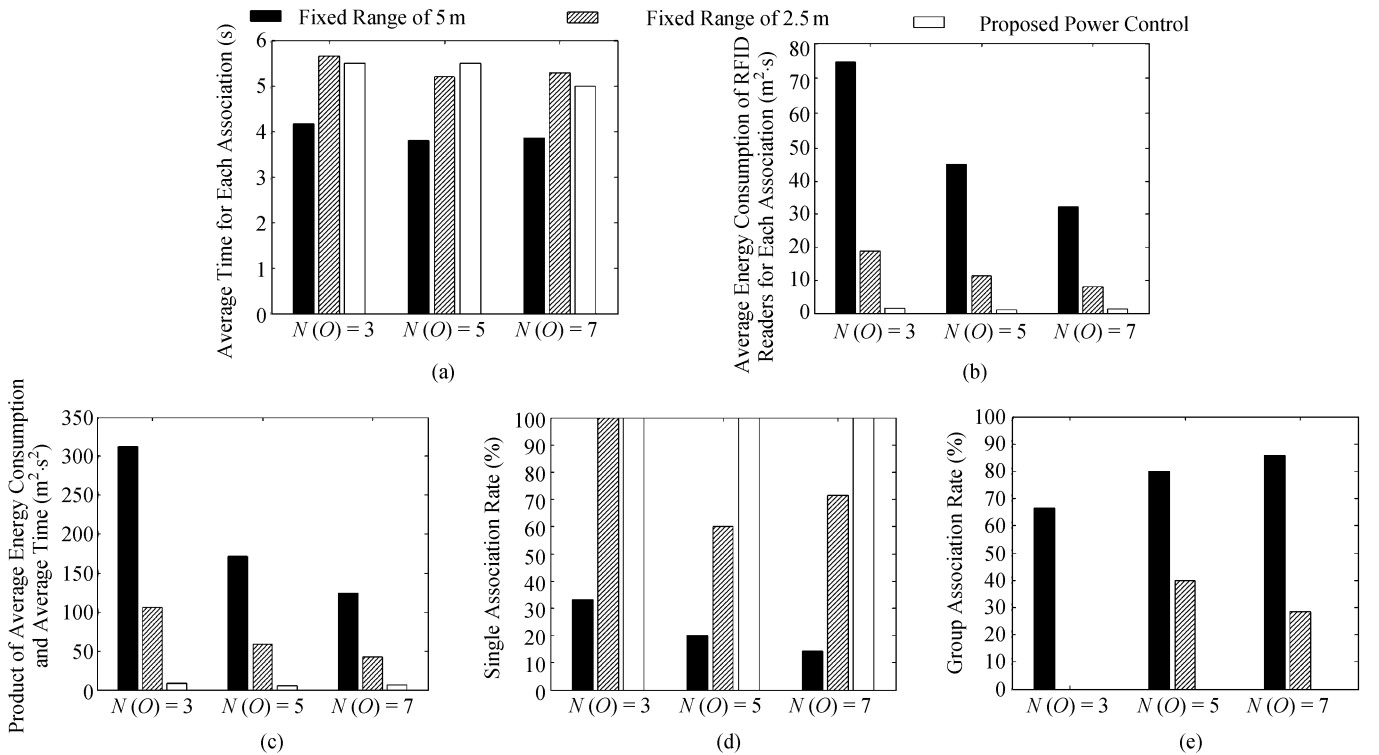 Fixed Range of 5 m
Fixed Range of 2.5 m
Proposed Power Control
Average Time for Each Association (s)
6
5
4
3
2
1
0
N (O) = 3
N (O) = 5
N (O) = 7
(a)
Average Energy Consumption of RFID
Readers for Each Association (m²·s)
80
70
60
50
40
30
20
10
0
N (O) = 3
N (O) = 5
N (O) = 7
(b)
Product of Average Energy Consumption
and Average Time (m²·s²)
350
300
250
200
150
100
50
0
N (O) = 3
N (O) = 5
N (O) = 7
(c)
Single Association Rate (%)
100
90
80
70
60
50
40
30
20
10
0
N (O) = 3
N (O) = 5
N (O) = 7
(d)
Group Association Rate (%)
100
90
80
70
60
50
40
30
20
10
0
N (O) = 3
N (O) = 5
N (O) = 7
(e)